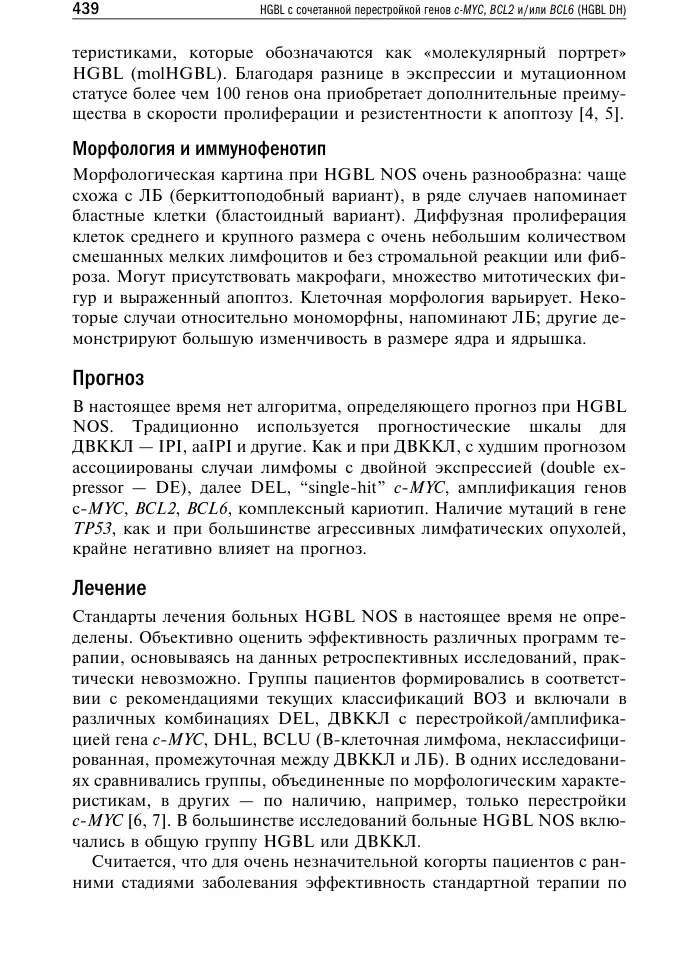 439
HGBL с сочетанной перестройкой генов c-MYC, BCL2 и/или BCL6 (HGBL DH)
теристиками, которые обозначаются как «молекулярный портрет»
HGBL (molHGBL). Благодаря разнице в экспрессии и мутационном
статусе более чем 100 генов она приобретает дополнительные преиму-
щества в скорости пролиферации и резистентности к апоптозу [4, 5].
Морфология и иммунофенотип
Морфологическая картина при HGBL NOS очень разнообразна: чаще
схожа с ЛБ (беркиттоподобный вариант), в ряде случаев напоминает
бластные клетки (бластоидный вариант). Диффузная пролиферация
клеток среднего и крупного размера с очень небольшим количеством
смешанных мелких лимфоцитов и без стромальной реакции или фиб-
роза. Могут присутствовать макрофаги, множество митотических фи-
гур и выраженный апоптоз. Клеточная морфология варьирует. Неко-
торые случаи относительно мономорфны, напоминают ЛБ; другие де-
монстрируют большую изменчивость в размере ядра и ядрышка.
Прогноз
В настоящее время нет алгоритма, определяющего прогноз при HGBL
NOS. Традиционно используется прогностические шкалы для
ДВККЛ — IPI, aaIPI и другие. Как и при ДВККЛ, с худшим прогнозом
ассоциированы случаи лимфомы с двойной экспрессией (double ex-
pressor — DE), далее DEL, “single-hit” c-MYC, амплификация генов
c-MYC, BCL2, BCL6, комплексный кариотип. Наличие мутаций в гене
TP53, как и при большинстве агрессивных лимфатических опухолей,
крайне негативно влияет на прогноз.
Лечение
Стандарты лечения больных HGBL NOS в настоящее время не опре-
делены. Объективно оценить эффективность различных программ те-
рапии, основываясь на данных ретроспективных исследований, прак-
тически невозможно. Группы пациентов формировались в соответст-
вии с рекомендациями текущих классификаций ВОЗ и включали в
различных комбинациях DEL, ДВККЛ с перестройкой/амплифика-
цией гена c-MYC, DHL, BCLU (В-клеточная лимфома, неклассифици-
рованная, промежуточная между ДВККЛ и ЛБ). В одних исследовани-
ях сравнивались группы, объединенные по морфологическим характе-
ристикам, в других — по наличию, например, только перестройки
c-MYC [6, 7]. В большинстве исследований больные HGBL NOS вклю-
чались в общую группу HGBL или ДВККЛ.
Считается, что для очень незначительной когорты пациентов с ран-
ними стадиями заболевания эффективность стандартной терапии по